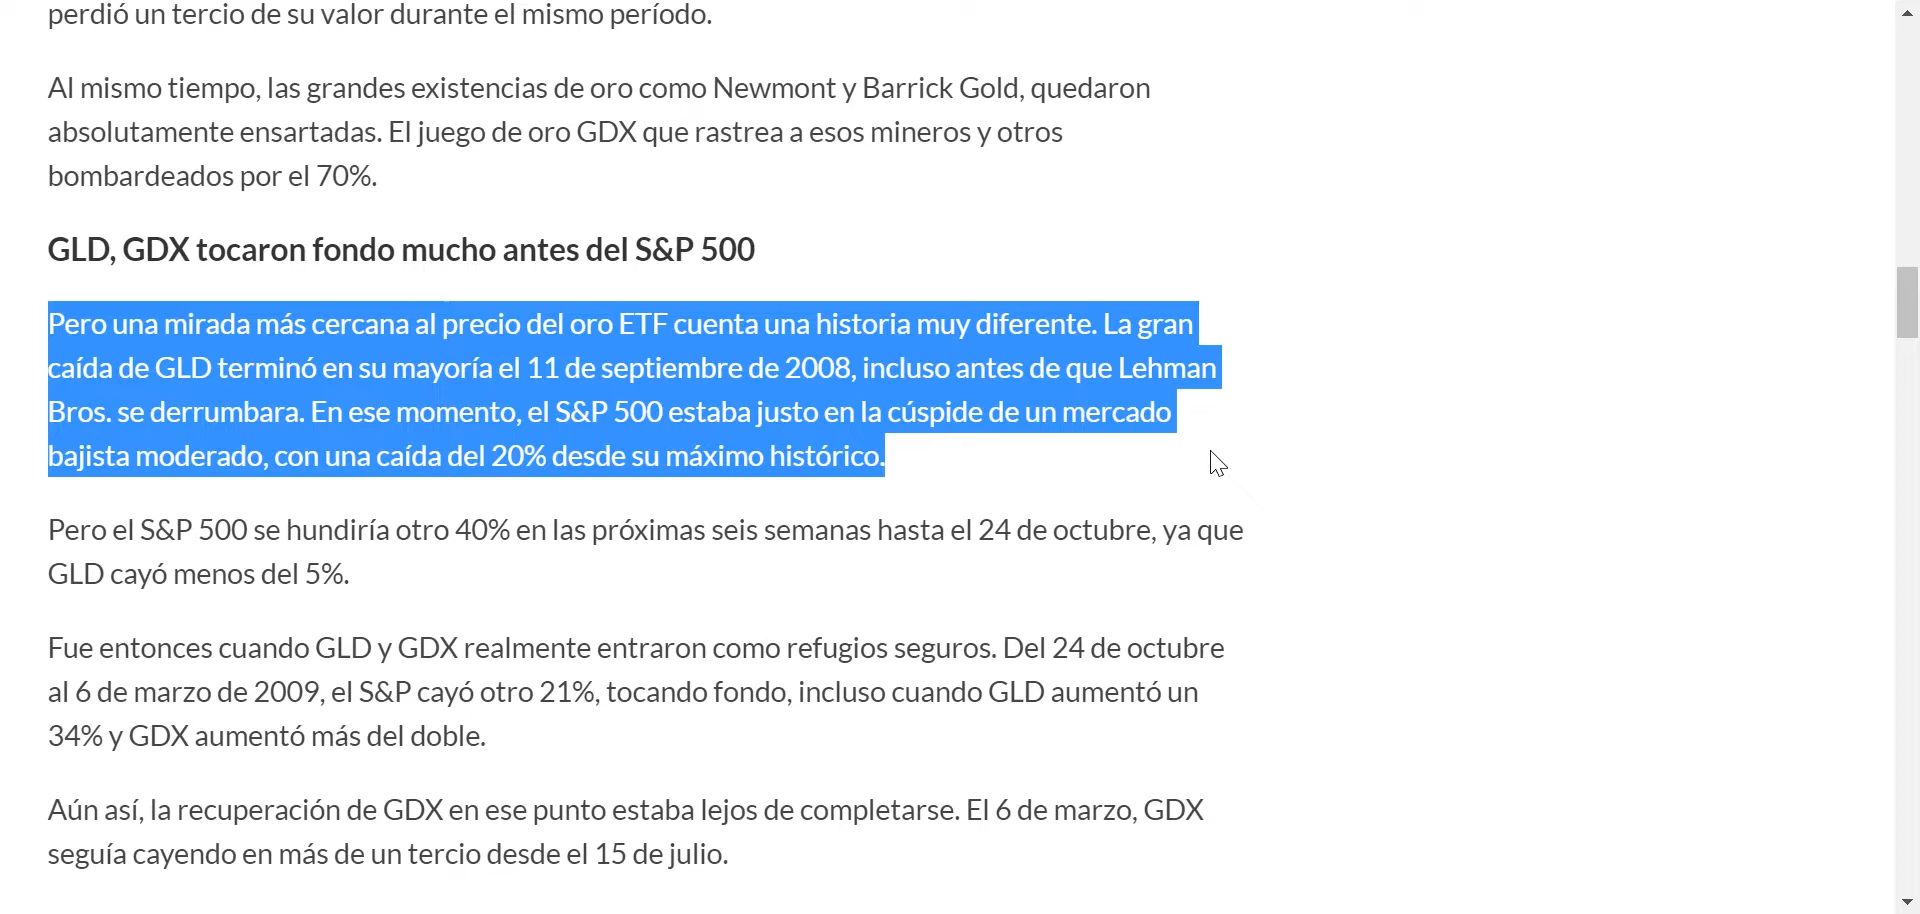 perdió un tercio de su valor durante el mismo período.
Al mismo tiempo, las grandes existencias de oro como Newmont y Barrick Gold, quedaron
absolutamente ensartadas. El juego de oro GDX que rastrea a esos mineros y otros
bombardeados por el 70%.
GLD, GDX tocaron fondo mucho antes del S&P 500
Pero una mirada más cercana al precio del oro ETF cuenta una historia muy diferente. La gran
caída de GLD terminó en su mayoría el 11 de septiembre de 2008, incluso antes de que Lehman
Bros. se derrumbara. En ese momento, el S&P 500 estaba justo en la cúspide de un mercado
bajista moderado, con una caída del 20% desde su máximo histórico.
Pero el S&P 500 se hundiría otro 40% en las próximas seis semanas hasta el 24 de octubre, ya que
GLD cayó menos del 5%.
Fue entonces cuando GLD y GDX realmente entraron como refugios seguros. Del 24 de octubre
al 6 de marzo de 2009, el S&P cayó otro 21%, tocando fondo, incluso cuando GLD aumentó un
34% y GDX aumentó más del doble.
Aún así, la recuperación de GDX en ese punto estaba lejos de completarse. El 6 de marzo, GDX
seguía cayendo en más de un tercio desde el 15 de julio.